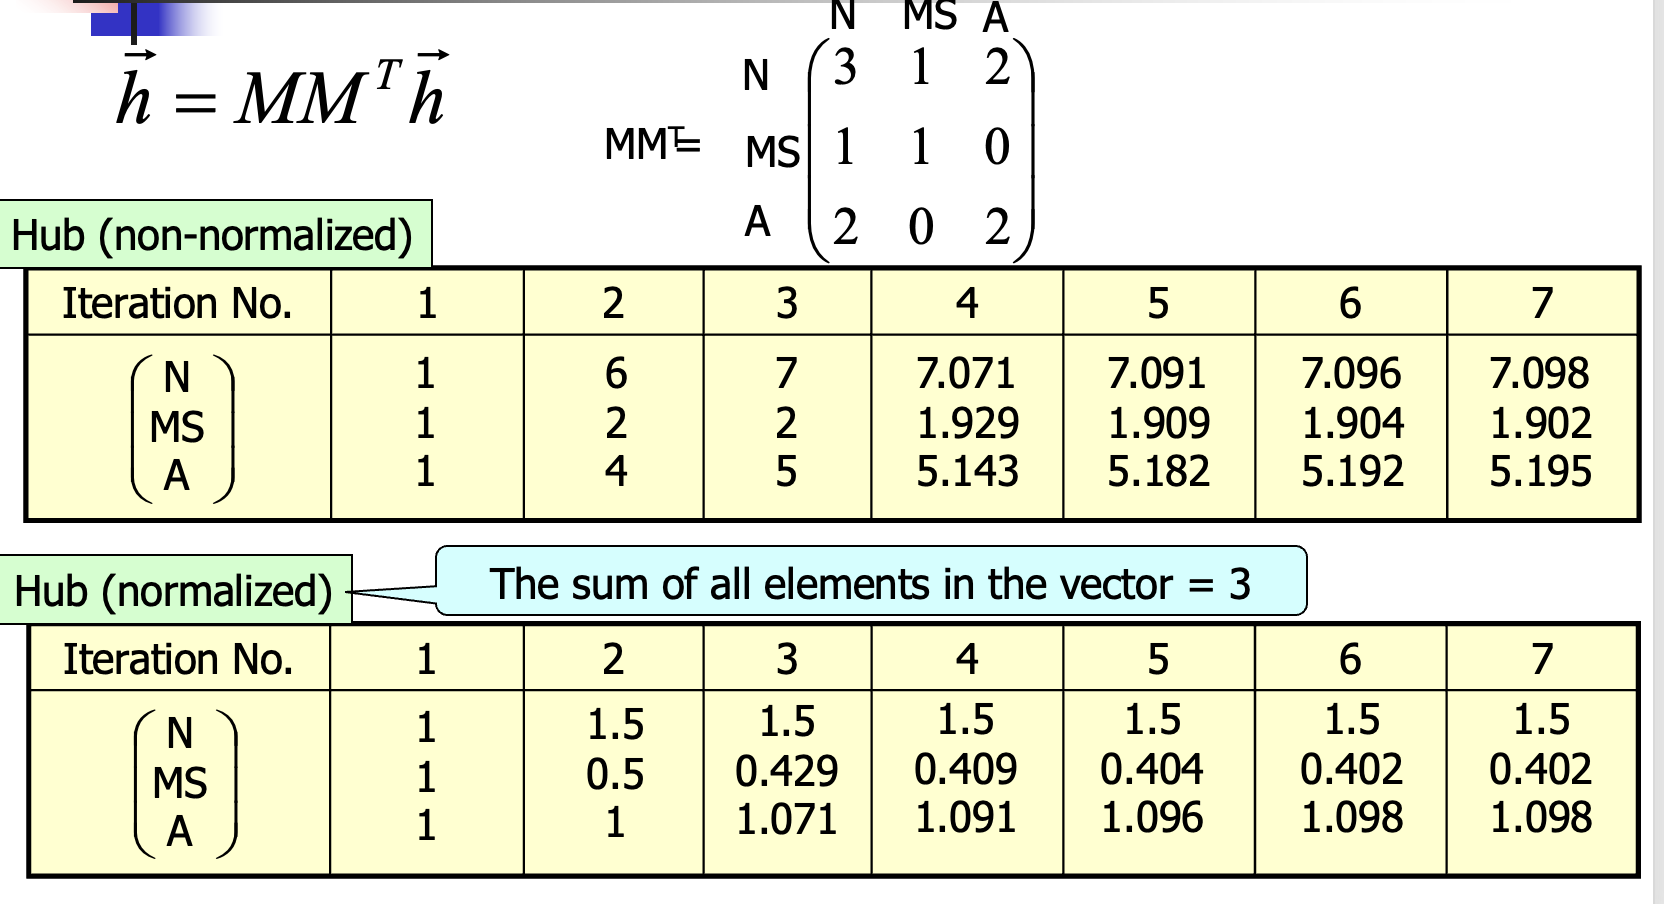 N MS A
h = MMᵀ h
MMᵀ=
N 3 1 2
MS 1 1 0
A 2 0 2
Hub (non-normalized)
Iteration No. 1 2 3 4 5 6 7
N 1 6 7 7.071 7.091 7.096 7.098
MS 1 2 2 1.929 1.909 1.904 1.902
A 1 4 5 5.143 5.182 5.192 5.195
Hub (normalized)
The sum of all elements in the vector = 3
Iteration No. 1 2 3 4 5 6 7
N 1 1.5 1.5 1.5 1.5 1.5 1.5
MS 1 0.5 0.429 0.409 0.404 0.402 0.402
A 1 1 1.071 1.091 1.096 1.098 1.098